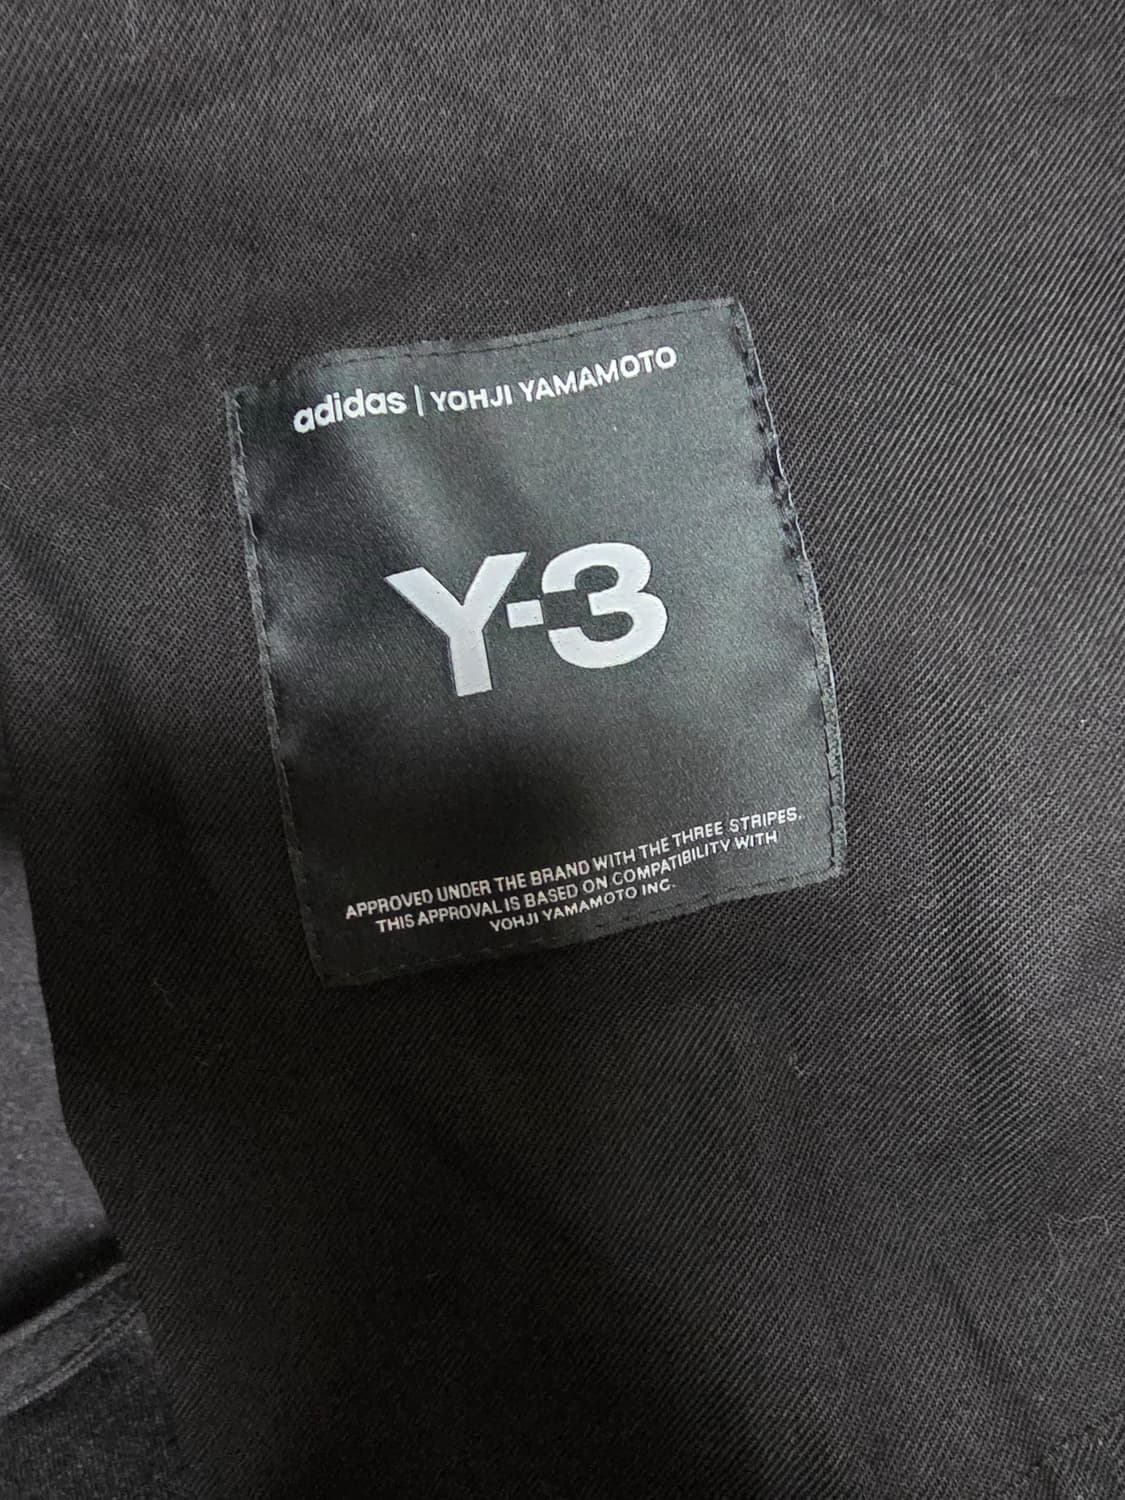 adidas | YOHJI YAMAMOTO
Y-3
APPROVED UNDER THE BRAND WITH THE THREE STRIPES.
THIS APPROVAL IS BASED ON COMPATIBILITY WITH
YOHJI YAMAMOTO INC.